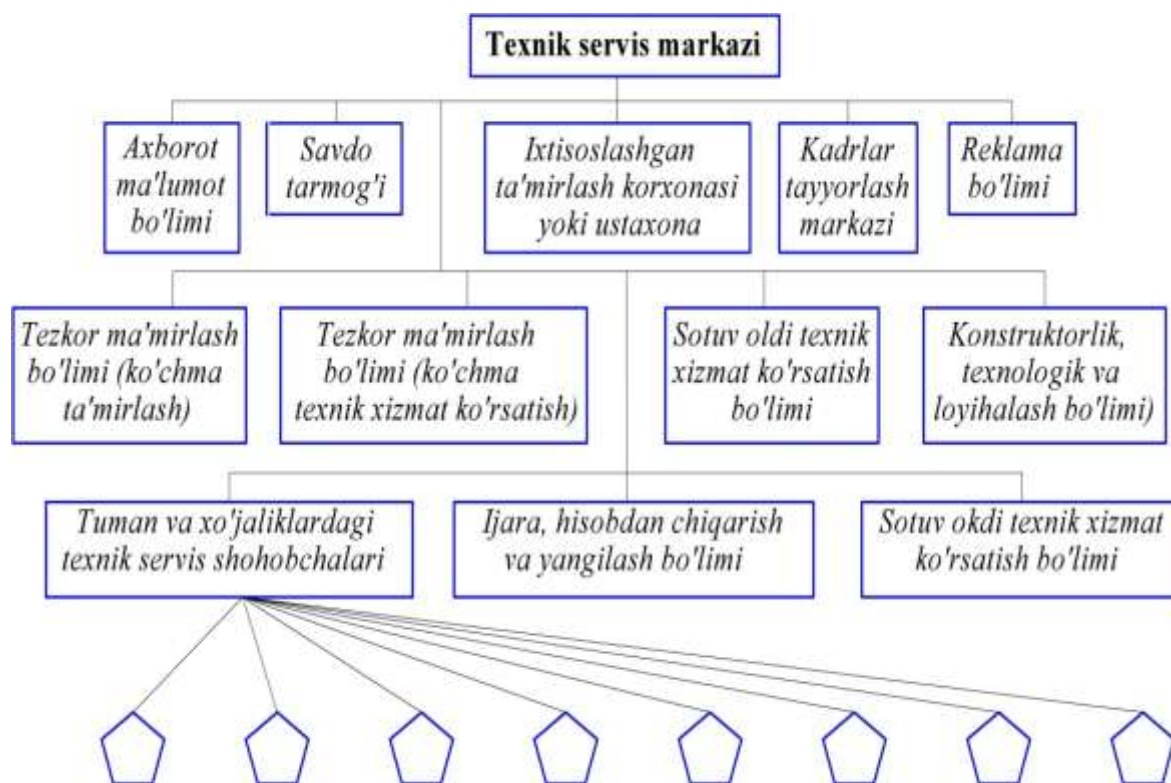 Texnik servis markazi
Axborot
ma'lumot
bo'limi
Savdo
tarmog'i
Ixtisoslashgan
ta'mirlash korxonasi
yoki ustaxona
Kadrlar
tayyorlash
markazi
Reklama
bo'limi
Tezkor ma'mirlash
bo'limi (ko'chma
ta'mirlash)
Tezkor ma'mirlash
bo'limi (ko'chma
texnik xizmat ko'rsatish)
Sotuv oldi texnik
xizmat ko'rsatish
bo'limi
Konstruktorlik,
texnologik va
loyihalash bo'limi)
Tuman va xo'jaliklardagi
texnik servis shohobchalari
Ijara, hisobdan chiqarish
va yangilash bo'limi
Sotuv okdi texnik xizmat
ko'rsatish bo'limi